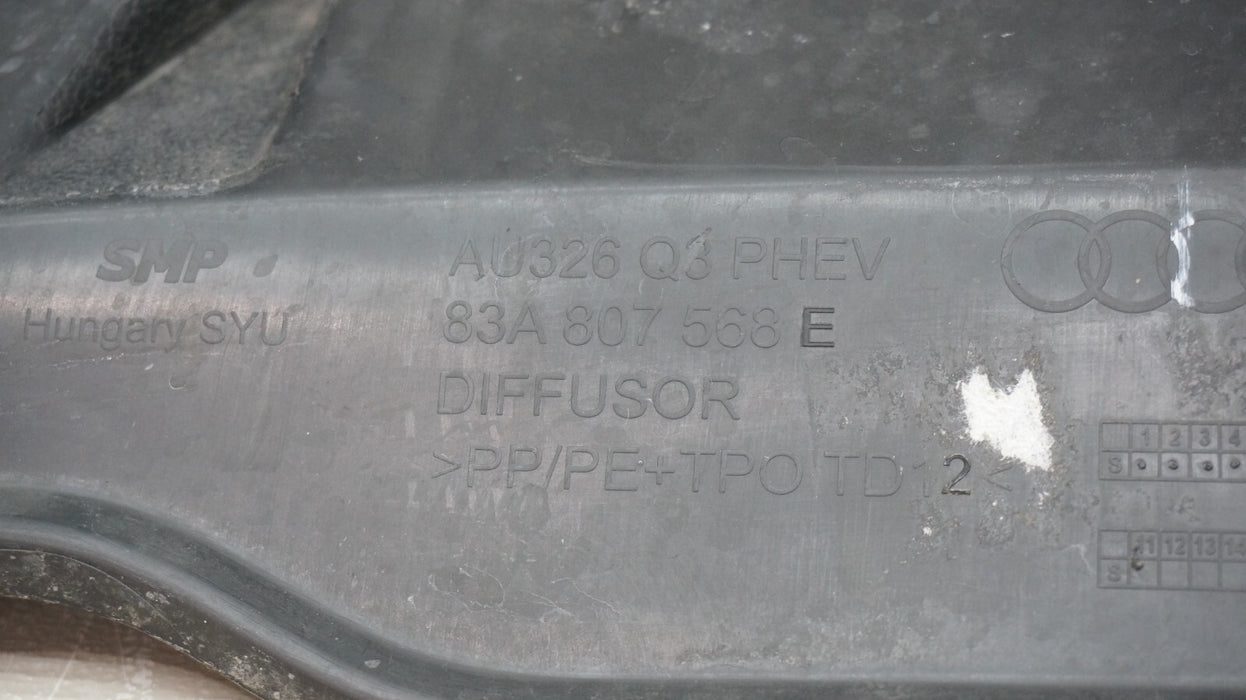 SMP
Hungary SYU
AU326 Q3 PHEV
83A 807 568 E
DIFFUSOR
>PP/PE+TPO TD12<
1 2 3 4
S
11 12 13 14
S